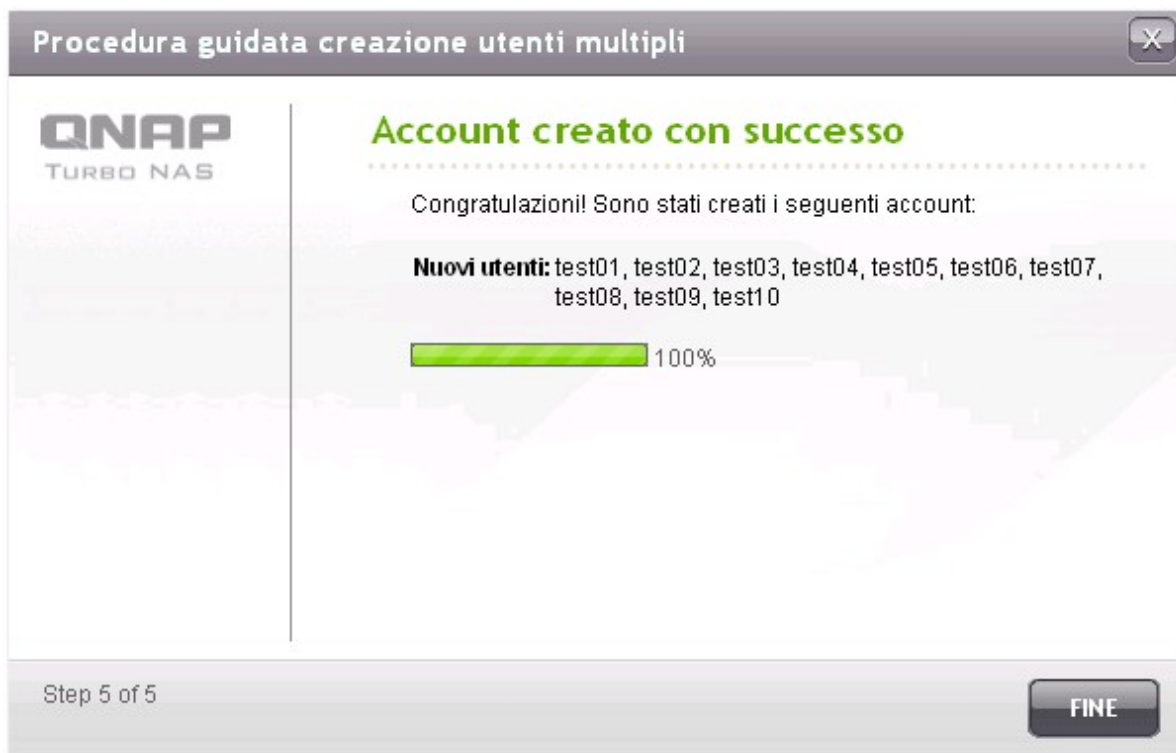 Procedura guidata creazione utenti multipli
X
QNAP
TURBO NAS
Account creato con successo
Congratulazioni! Sono stati creati i seguenti account:
Nuovi utenti: test01, test02, test03, test04, test05, test06, test07,
test08, test09, test10
100%
Step 5 of 5
FINE